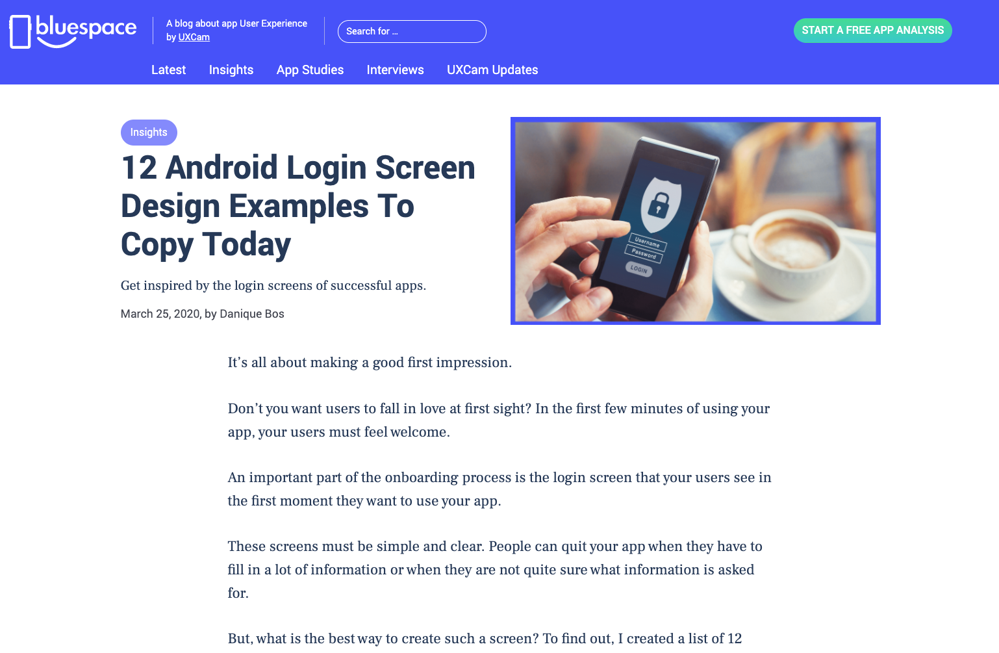 bluespace
A blog about app User Experience
by UXCam
Search for ...
START A FREE APP ANALYSIS
Latest
Insights
App Studies
Interviews
UXCam Updates
Insights
12 Android Login Screen
Design Examples To
Copy Today
Get inspired by the login screens of successful apps.
March 25, 2020, by Danique Bos
Username
Password
LOGIN
It’s all about making a good first impression.
Don’t you want users to fall in love at first sight? In the first few minutes of using your
app, your users must feel welcome.
An important part of the onboarding process is the login screen that your users see in
the first moment they want to use your app.
These screens must be simple and clear. People can quit your app when they have to
fill in a lot of information or when they are not quite sure what information is asked
for.
But, what is the best way to create such a screen? To find out, I created a list of 12